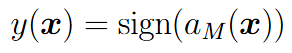 y(𝒙) = sign(a_M(𝒙))